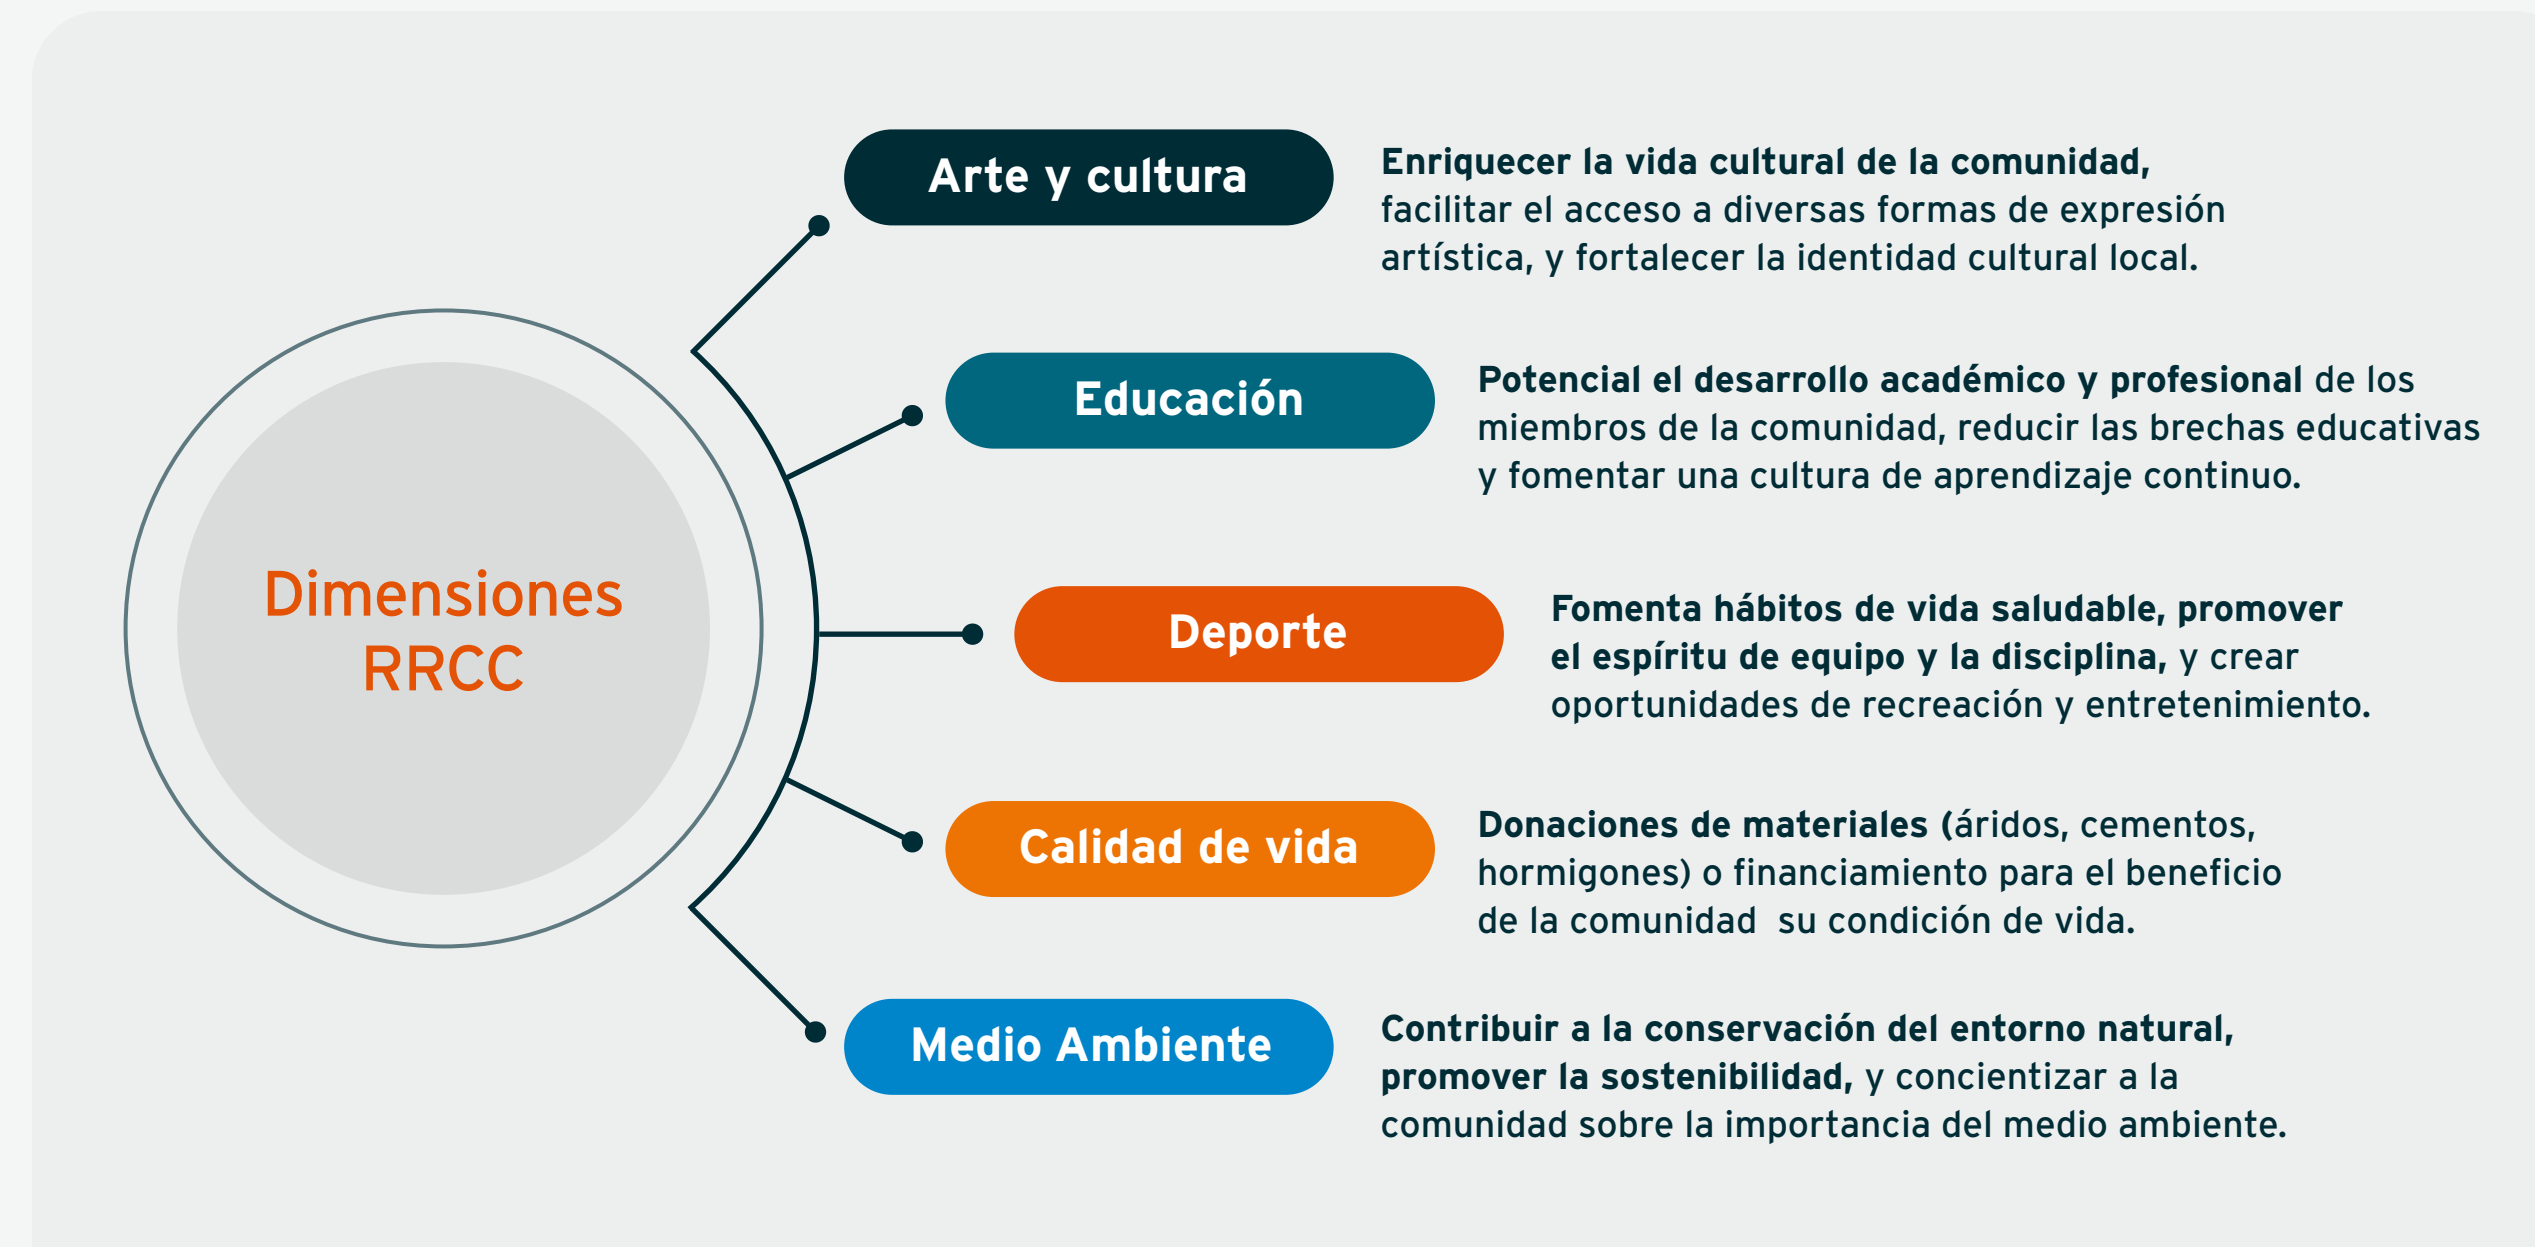 Dimensiones
RRCC
Arte y cultura
Enriquecer la vida cultural de la comunidad,
facilitar el acceso a diversas formas de expresión
artística, y fortalecer la identidad cultural local.
Educación
Potencial el desarrollo académico y profesional de los
miembros de la comunidad, reducir las brechas educativas
y fomentar una cultura de aprendizaje continuo.
Deporte
Fomenta hábitos de vida saludable, promover
el espíritu de equipo y la disciplina, y crear
oportunidades de recreación y entretenimiento.
Calidad de vida
Donaciones de materiales (áridos, cementos,
hormigones) o financiamiento para el beneficio
de la comunidad  su condición de vida.
Medio Ambiente
Contribuir a la conservación del entorno natural,
promover la sostenibilidad, y concientizar a la
comunidad sobre la importancia del medio ambiente.